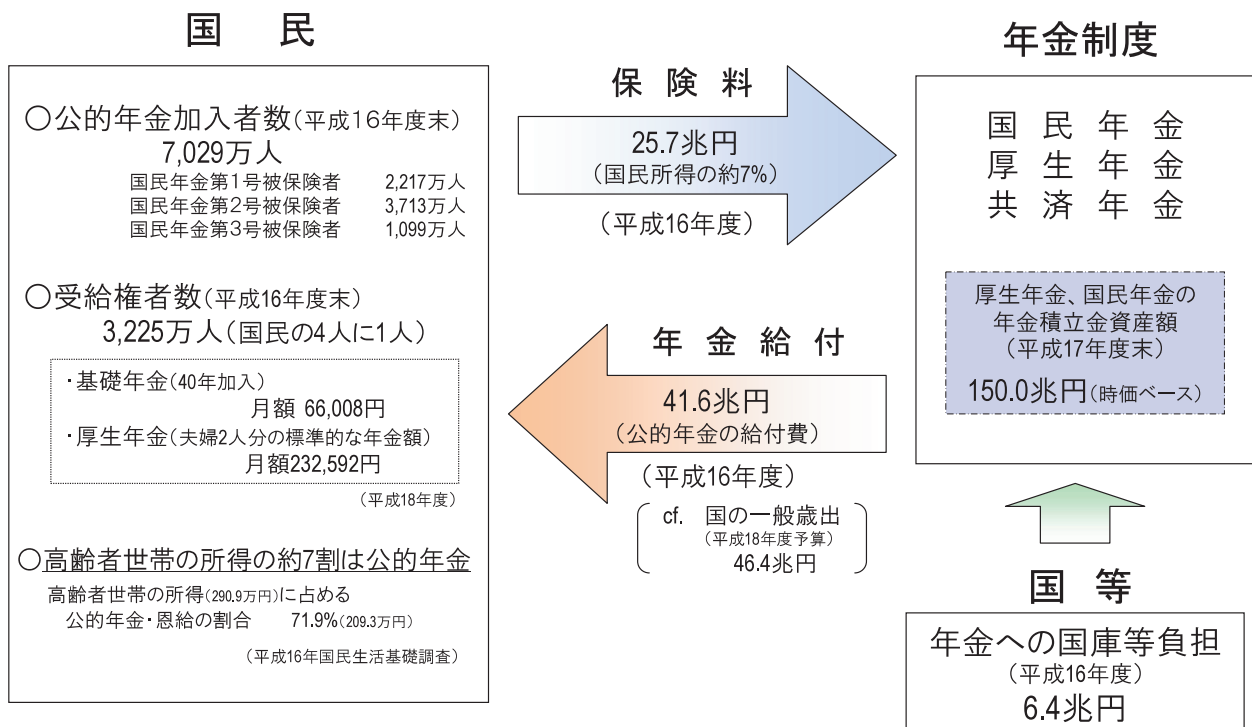 国　民
○公的年金加入者数(平成16年度末)
7,029万人
国民年金第1号被保険者　2,217万人
国民年金第2号被保険者　3,713万人
国民年金第3号被保険者　1,099万人
○受給権者数(平成16年度末)
3,225万人(国民の4人に1人)
・基礎年金(40年加入)
月額 66,008円
・厚生年金(夫婦2人分の標準的な年金額)
月額232,592円
(平成18年度)
○高齢者世帯の所得の約7割は公的年金
高齢者世帯の所得(290.9万円)に占める
公的年金・恩給の割合　71.9%(209.3万円)
(平成16年国民生活基礎調査)
保 険 料
25.7兆円
(国民所得の約7%)
(平成16年度)
年 金 給 付
41.6兆円
(公的年金の給付費)
(平成16年度)
cf.　国の一般歳出
(平成18年度予算)
46.4兆円
年金制度
国 民 年 金
厚 生 年 金
共 済 年 金
厚生年金、国民年金の
年金積立金資産額
(平成17年度末)
150.0兆円(時価ベース)
国 等
年金への国庫等負担
(平成16年度)
6.4兆円